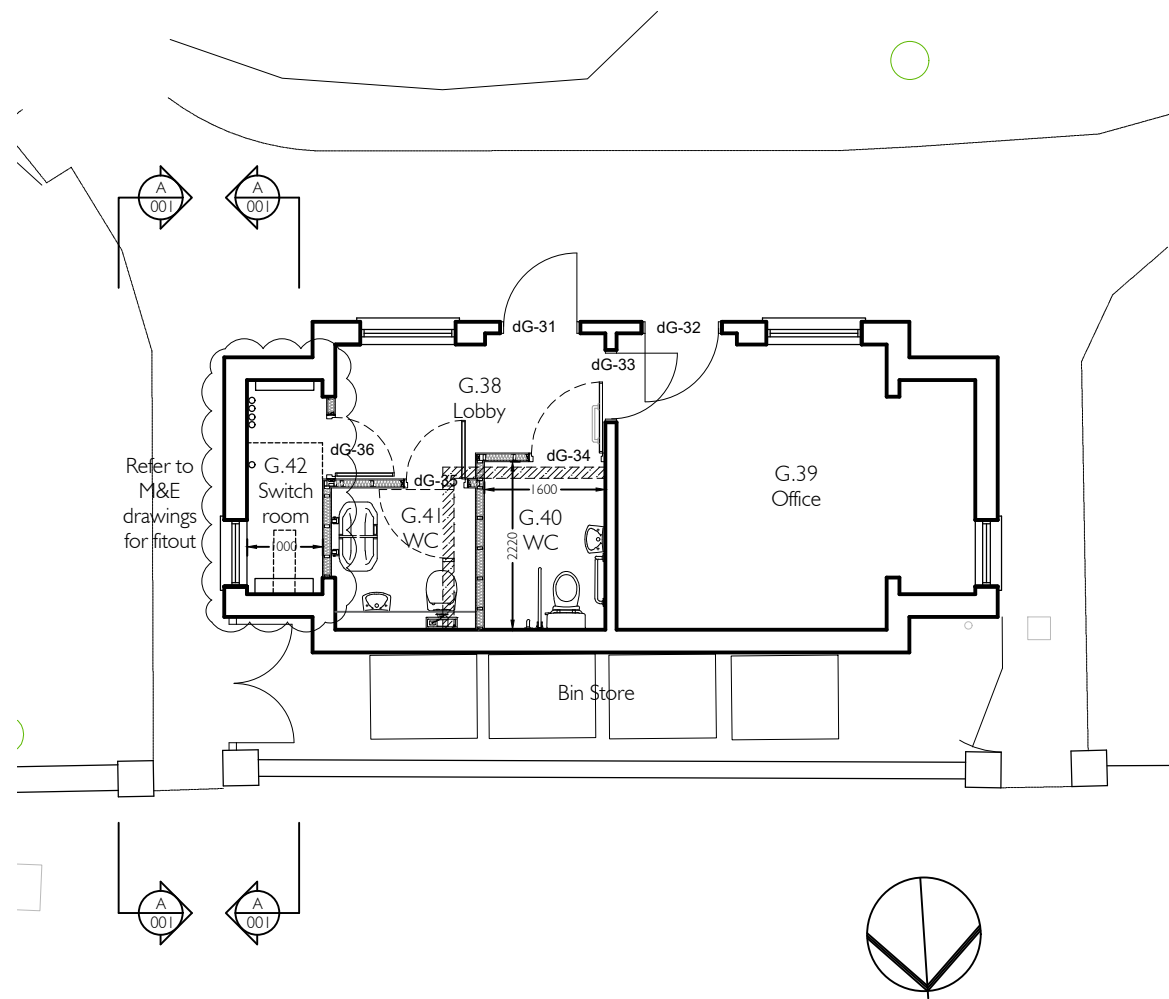 A
001
A
001
dG-31
dG-32
dG-33
G.38
Lobby
dG-34
dG-36
dG-35
Refer to
M&E
drawings
for fitout
G.42
Switch
room
1000
G.41
WC
1600
G.40
WC
2220
G.39
Office
Bin Store
A
001
A
001